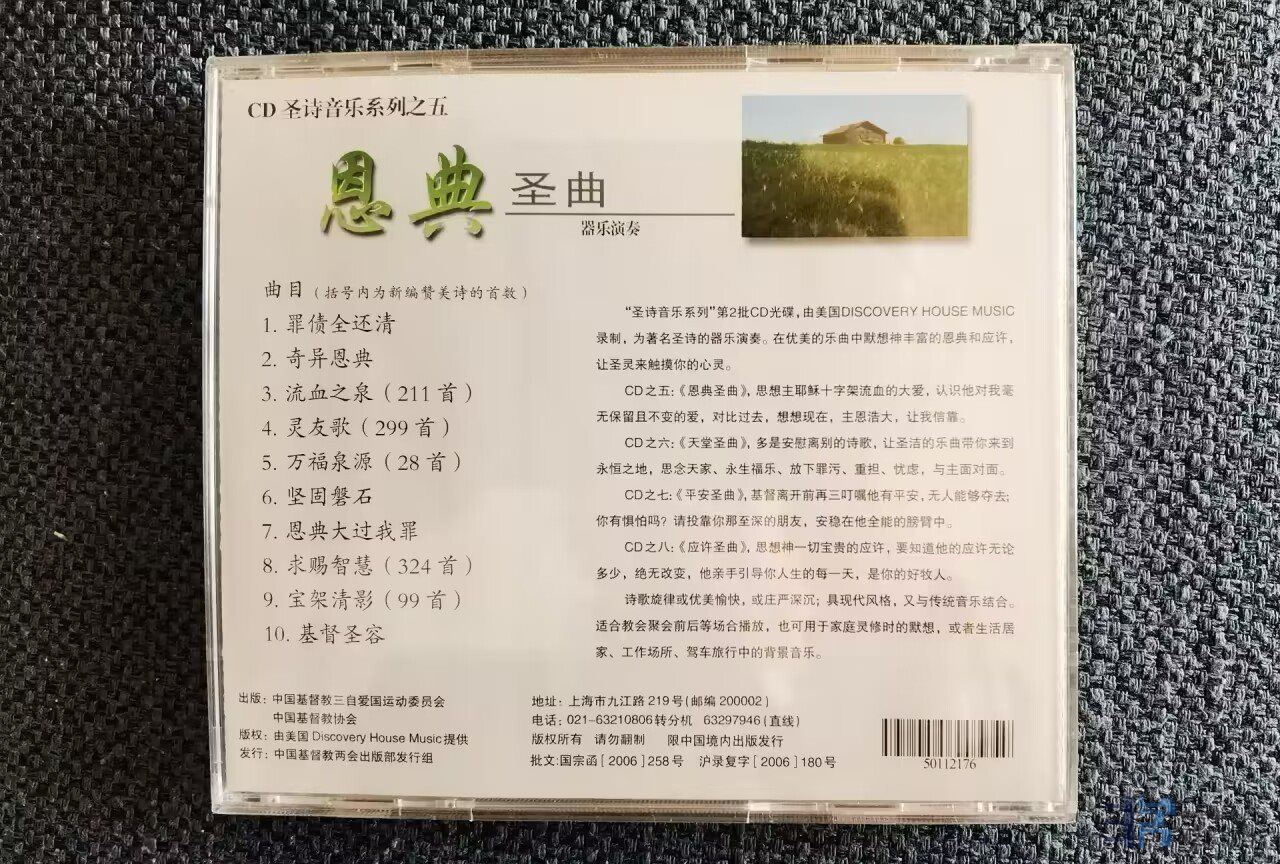 CD 圣诗音乐系列之五
恩典 圣曲
器乐演奏
曲目（括号内为新编赞美诗的首数）
1. 罪债全还清
2. 奇异恩典
3. 流血之泉（211 首）
4. 灵友歌（299 首）
5. 万福泉源（28 首）
6. 坚固磐石
7. 恩典大过我罪
8. 求赐智慧（324 首）
9. 宝架清影（99 首）
10. 基督圣容
“圣诗音乐系列”第2批CD光碟，由美国DISCOVERY HOUSE MUSIC
录制，为著名圣诗的器乐演奏。在优美的乐曲中默想神丰富的恩典和应许，
让圣灵来触摸你的心灵。
CD之五：《恩典圣曲》，思想主耶稣十字架流血的大爱，认识他对我毫
无保留且不变的爱，对比过去，想想现在，主恩浩大，让我信靠。
CD之六：《天堂圣曲》，多是安慰离别的诗歌，让圣洁的乐曲带你来到
永恒之地，思念天家、永生福乐、放下罪污、重担、忧虑，与主面对面。
CD之七：《平安圣曲》，基督离开前再三叮嘱他有平安，无人能够夺去；
你有惧怕吗？请投靠你那至深的朋友，安稳在他全能的膀臂中。
CD之八：《应许圣曲》，思想神一切宝贵的应许，要知道他的应许无论
多少，绝无改变，他亲手引导你人生的每一天，是你的好牧人。
诗歌旋律或优美愉快，或庄严深沉；具现代风格，又与传统音乐结合。
适合教会聚会前后等场合播放，也可用于家庭灵修时的默想，或者生活居
家、工作场所、驾车旅行中的背景音乐。
出版：中国基督教三自爱国运动委员会
中国基督教协会
版权：由美国 Discovery House Music 提供
发行：中国基督教两会出版部发行组
地址：上海市九江路 219 号（邮编 200002）
电话：021-63210806 转分机 63297946（直线）
版权所有 请勿翻制 限中国境内出版发行
批文：国宗函［2006］258 号 沪录复字［2006］180 号
50112176